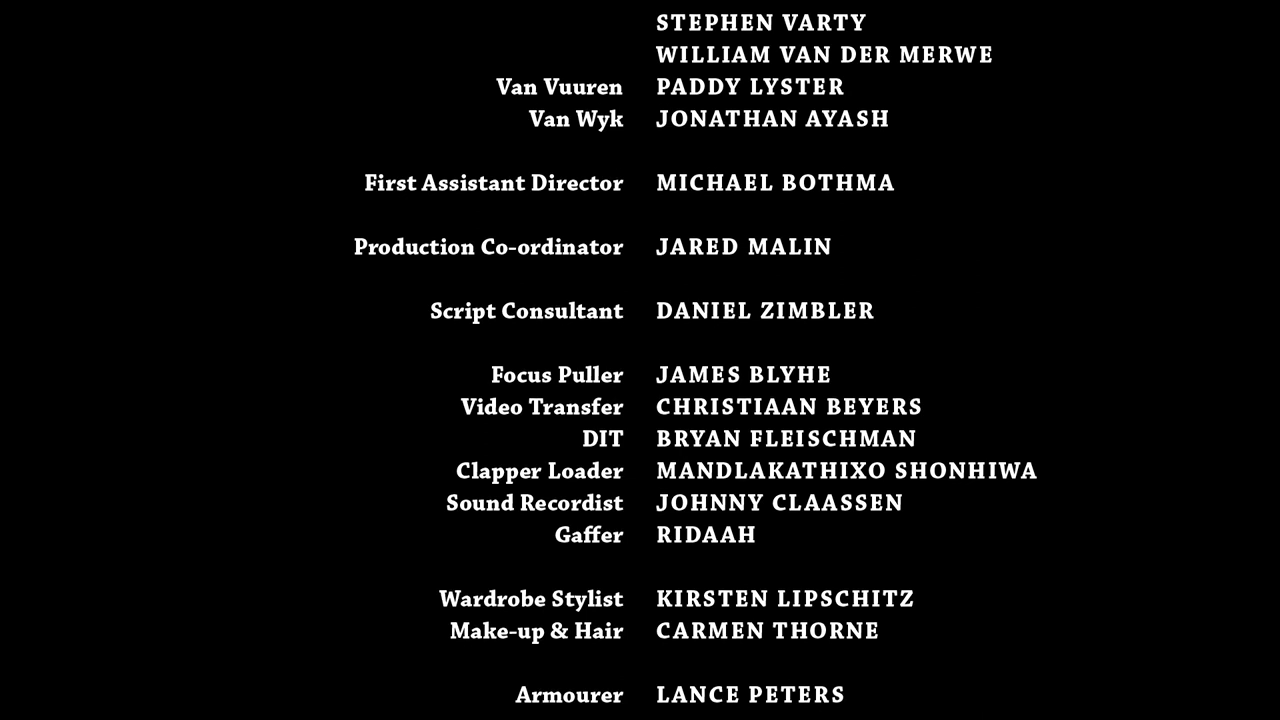 STEPHEN VARTY
WILLIAM VAN DER MERWE
Van Vuuren PADDY LYSTER
Van Wyk JONATHAN AYASH
First Assistant Director MICHAEL BOTHMA
Production Co-ordinator JARED MALIN
Script Consultant DANIEL ZIMBLER
Focus Puller JAMES BLYHE
Video Transfer CHRISTIAAN BEYERS
DIT BRYAN FLEISCHMAN
Clapper Loader MANDLAKATHIXO SHONHIWA
Sound Recordist JOHNNY CLAASSEN
Gaffer RIDAAH
Wardrobe Stylist KIRSTEN LIPSCHITZ
Make-up & Hair CARMEN THORNE
Armourer LANCE PETERS